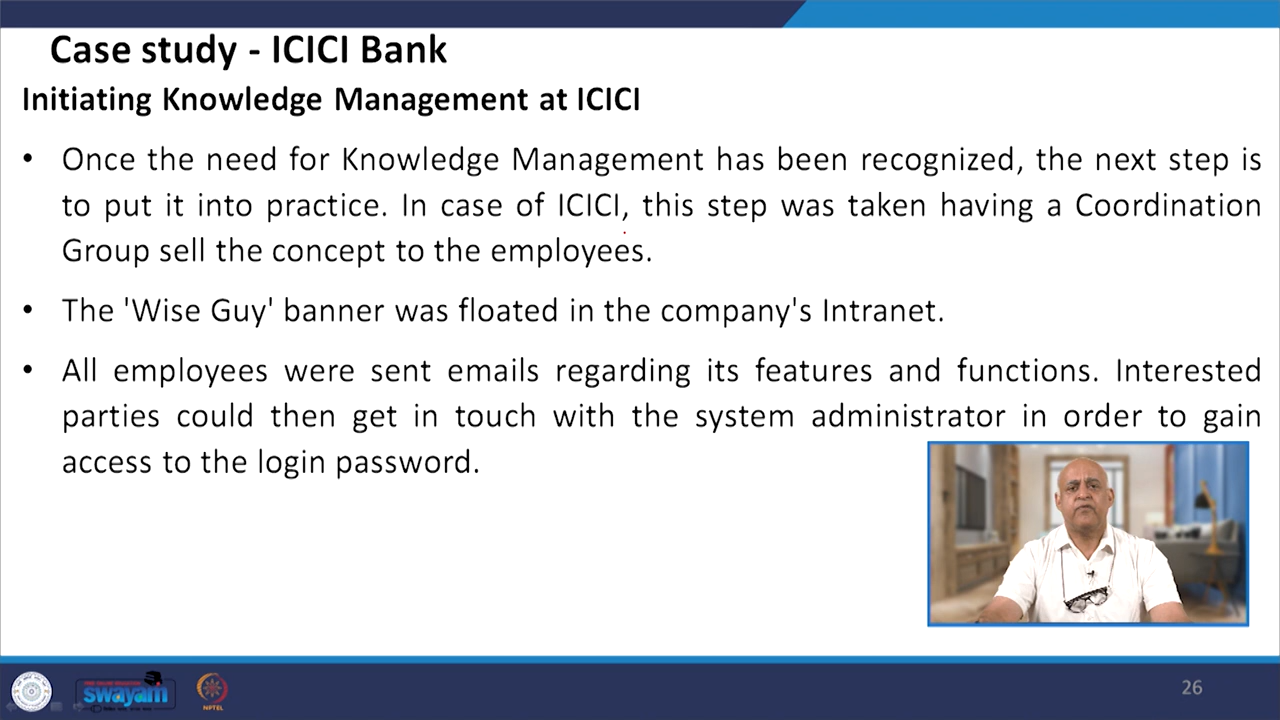 Case study - ICICI Bank
Initiating Knowledge Management at ICICI
• Once the need for Knowledge Management has been recognized, the next step is
to put it into practice. In case of ICICI, this step was taken having a Coordination
Group sell the concept to the employees.
• The 'Wise Guy' banner was floated in the company's Intranet.
• All employees were sent emails regarding its features and functions. Interested
parties could then get in touch with the system administrator in order to gain
access to the login password.
swayam
NPTEL
26